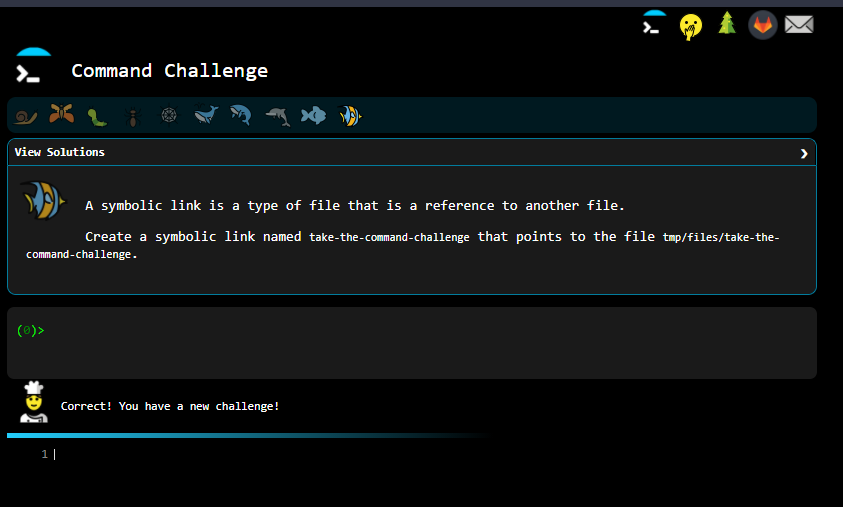 Command Challenge
View Solutions
A symbolic link is a type of file that is a reference to another file.
Create a symbolic link named take-the-command-challenge that points to the file tmp/files/take-the-
command-challenge.
(0)>
Correct! You have a new challenge!
1